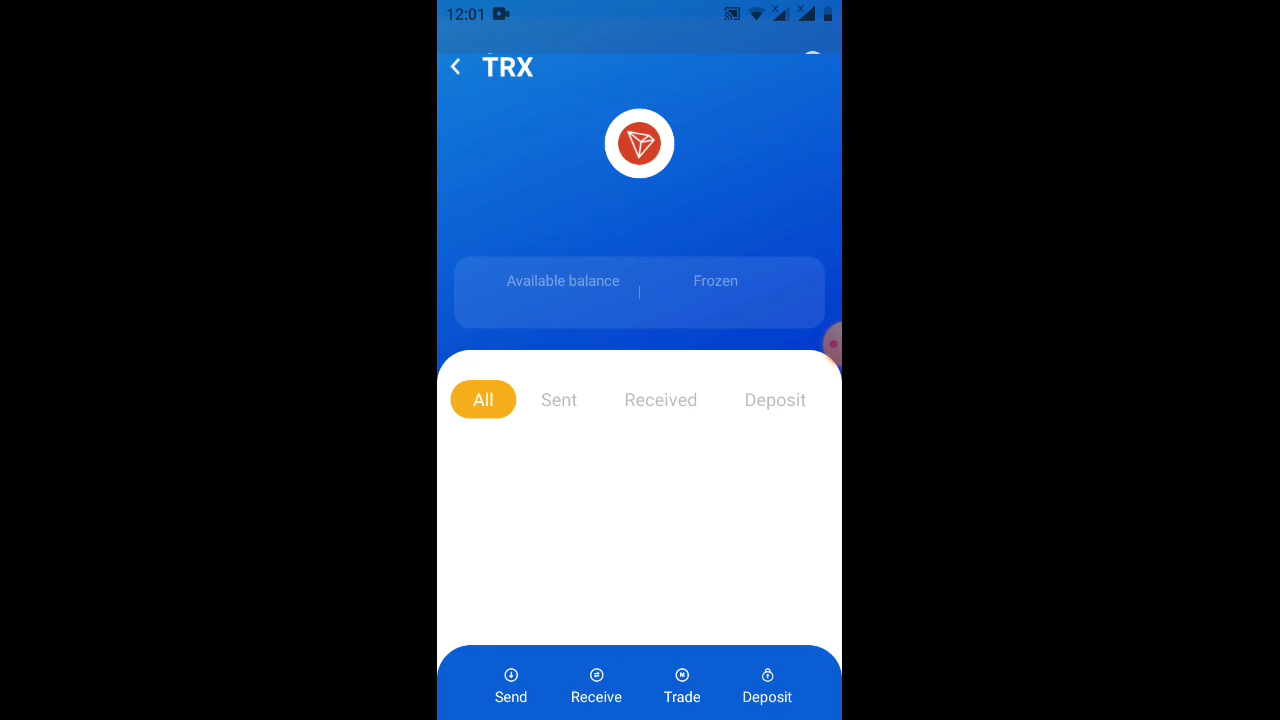 12:01
TRX
Available balance
Frozen
All
Sent
Received
Deposit
Send
Receive
Trade
Deposit